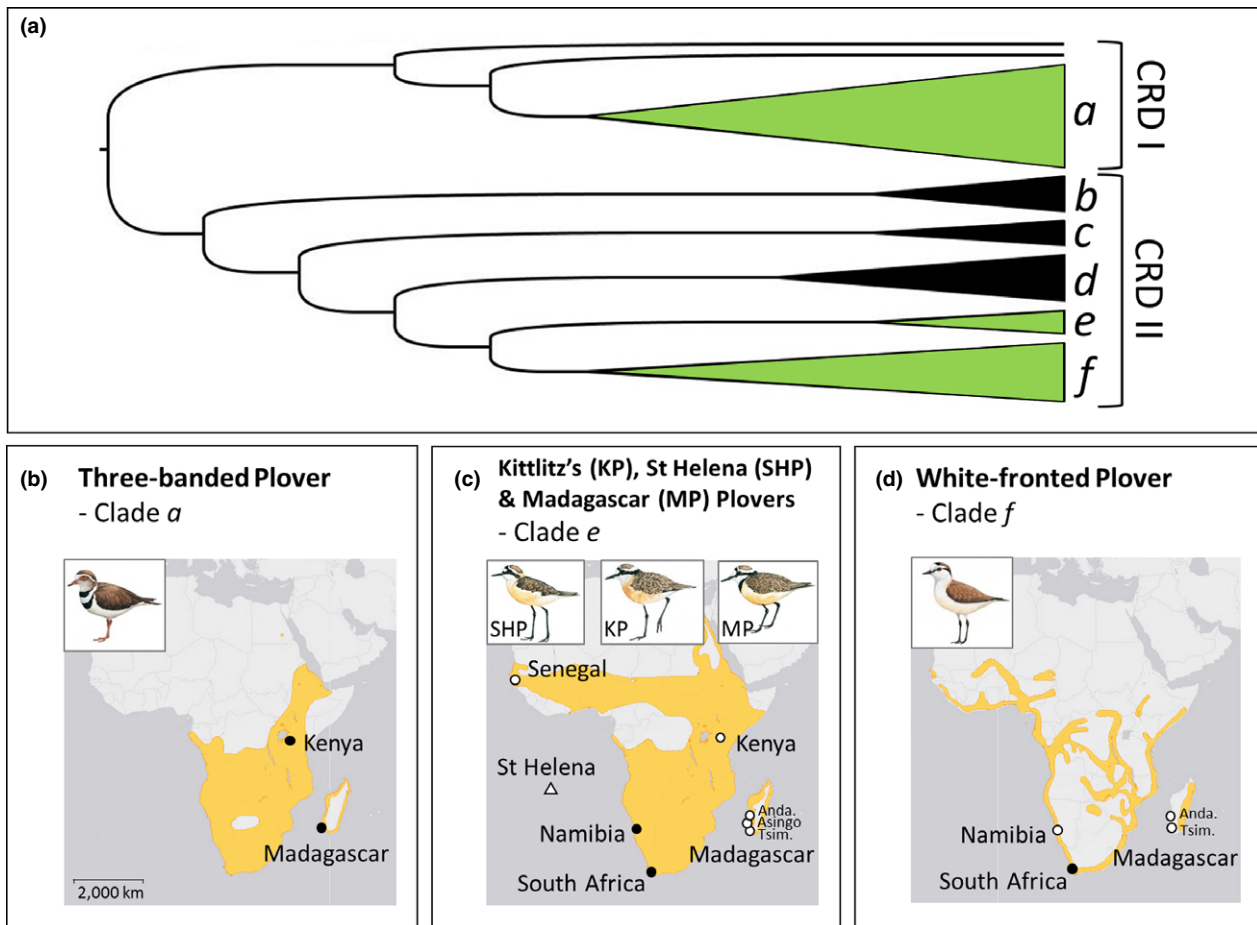 (a)
a
b
c
d
e
f
CRD I
CRD II
(b)
Three-banded Plover
- Clade a
Kenya
Madagascar
2,000 km
(c)
Kittlitz's (KP), St Helena (SHP)
& Madagascar (MP) Plovers
- Clade e
SHP
KP
MP
Senegal
Kenya
St Helena
Anda.
Asingo
Tsim.
Namibia
Madagascar
South Africa
(d)
White-fronted Plover
- Clade f
Anda.
Tsim.
Namibia
Madagascar
South Africa